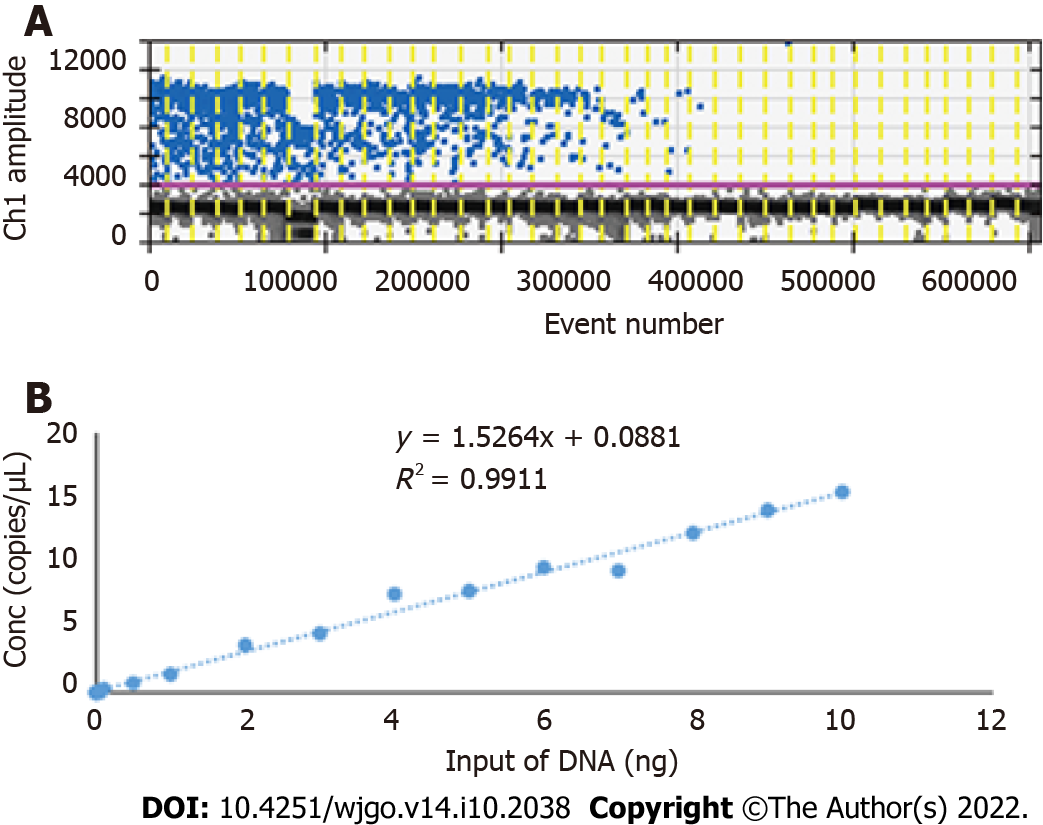 A
Ch1 amplitude
12000
8000
4000
0
0 100000 200000 300000 400000 500000 600000
Event number
B
Conc (copies/µL)
20
15
10
5
0
y = 1.5264x + 0.0881
R² = 0.9911
0 2 4 6 8 10 12
Input of DNA (ng)
DOI: 10.4251/wjgo.v14.i10.2038 Copyright ©The Author(s) 2022.